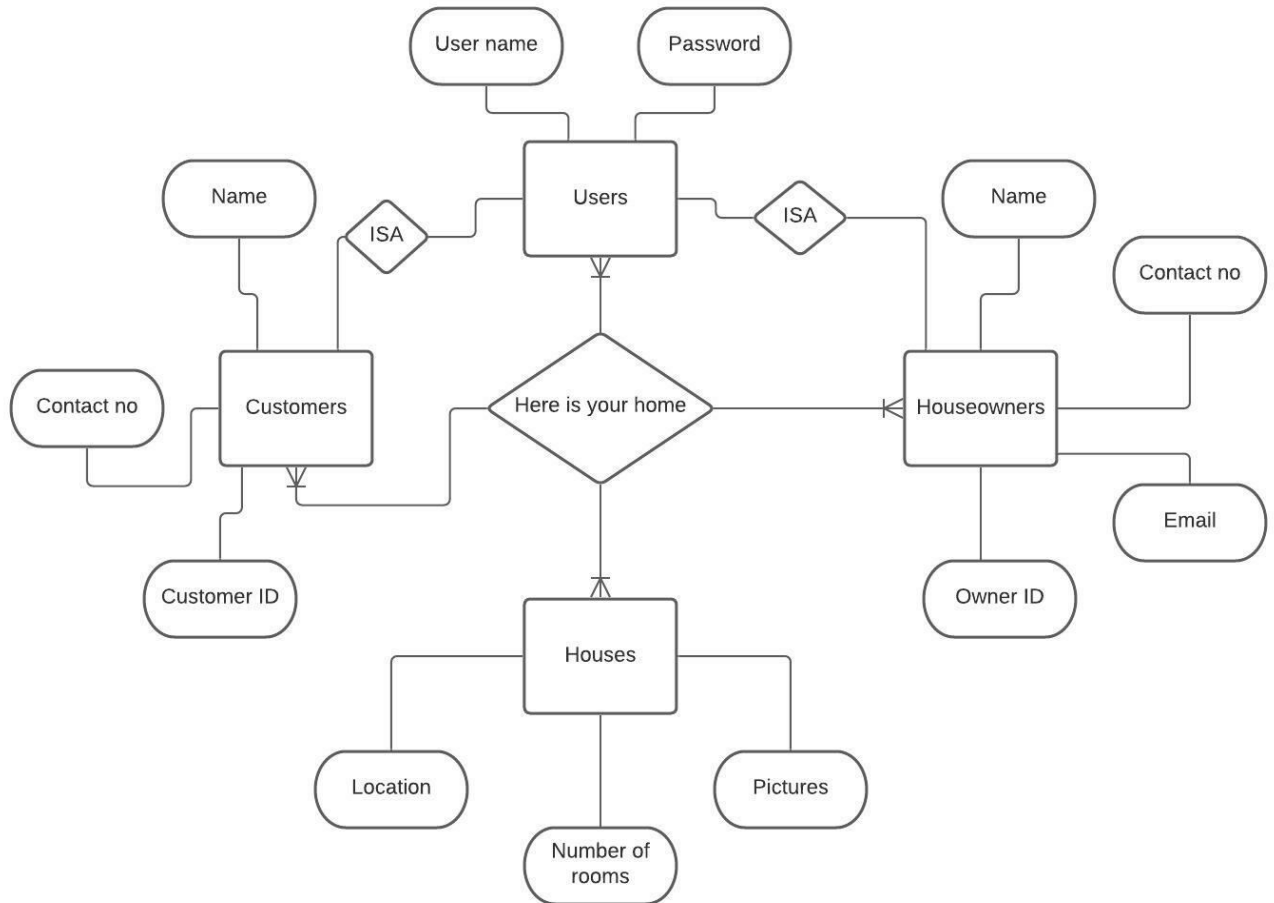 User name
Password
Users
Name
ISA
ISA
Name
Contact no
Contact no
Customers
Here is your home
Houseowners
Email
Customer ID
Owner ID
Houses
Location
Pictures
Number of
rooms